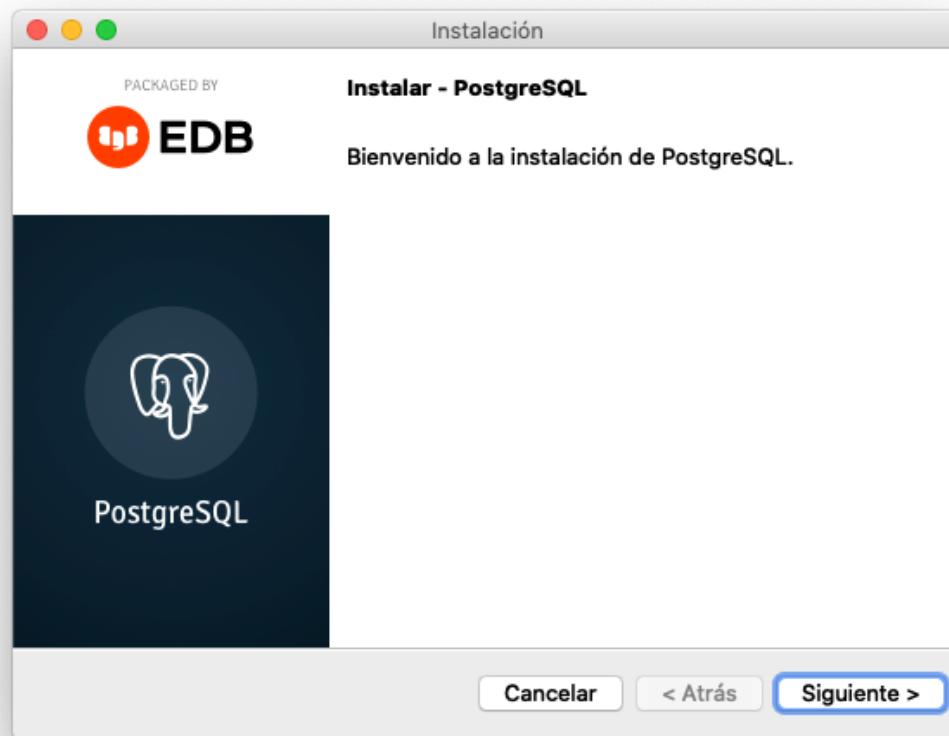 Instalación
PACKAGED BY
EDB
Instalar - PostgreSQL
Bienvenido a la instalación de PostgreSQL.
PostgreSQL
Cancelar
< Atrás
Siguiente >